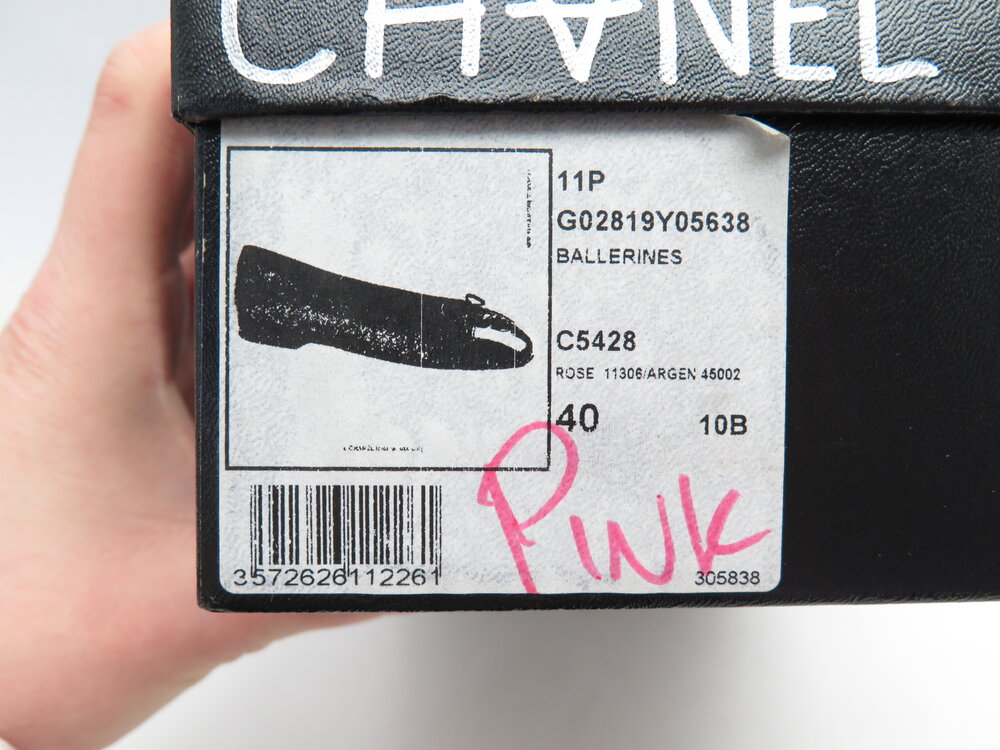 CHANEL
11P
G02819Y05638
BALLERINES
C5428
ROSE 11306/ARGEN 45002
40 10B
PINK
3572626112261
305838